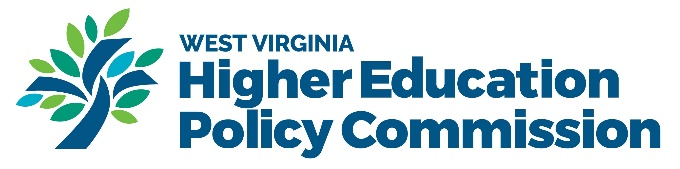 WEST VIRGINIA
Higher Education
Policy Commission